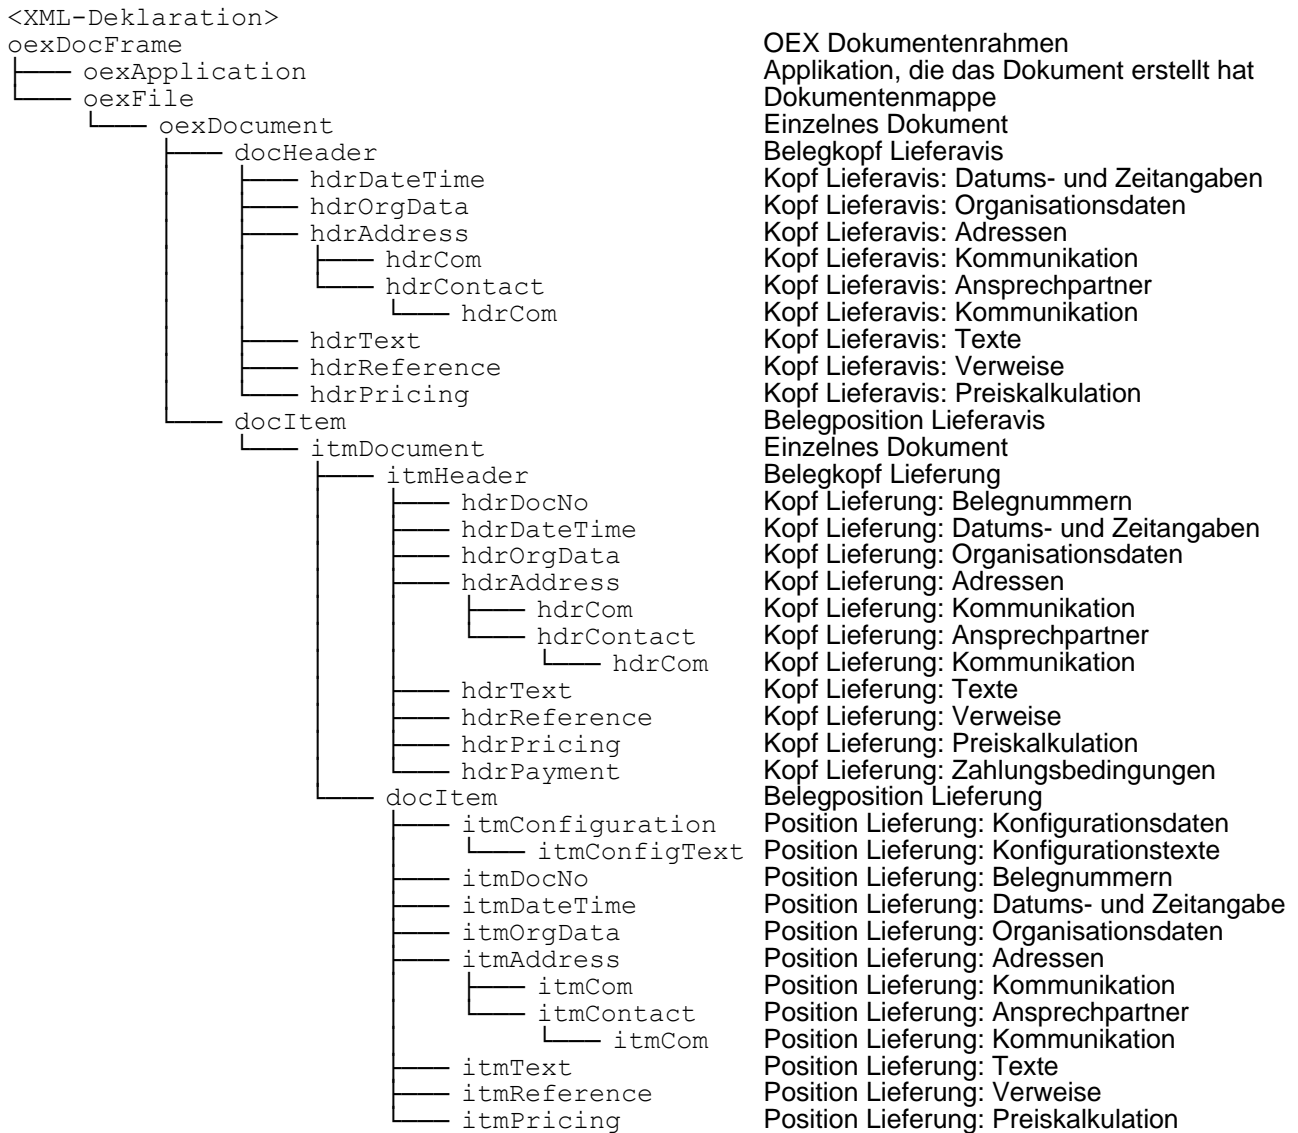 <XML-Deklaration>
oexDocFrame OEX Dokumentenrahmen
oexApplication Applikation, die das Dokument erstellt hat
oexFile Dokumentenmappe
oexDocument Einzelnes Dokument
docHeader Belegkopf Lieferavis
hdrDateTime Kopf Lieferavis: Datums- und Zeitangaben
hdrOrgData Kopf Lieferavis: Organisationsdaten
hdrAddress Kopf Lieferavis: Adressen
hdrCom Kopf Lieferavis: Kommunikation
hdrContact Kopf Lieferavis: Ansprechpartner
hdrCom Kopf Lieferavis: Kommunikation
hdrText Kopf Lieferavis: Texte
hdrReference Kopf Lieferavis: Verweise
hdrPricing Kopf Lieferavis: Preiskalkulation
docItem Belegposition Lieferavis
itmDocument Einzelnes Dokument
itmHeader Belegkopf Lieferung
hdrDocNo Kopf Lieferung: Belegnummern
hdrDateTime Kopf Lieferung: Datums- und Zeitangaben
hdrOrgData Kopf Lieferung: Organisationsdaten
hdrAddress Kopf Lieferung: Adressen
hdrCom Kopf Lieferung: Kommunikation
hdrContact Kopf Lieferung: Ansprechpartner
hdrCom Kopf Lieferung: Kommunikation
hdrText Kopf Lieferung: Texte
hdrReference Kopf Lieferung: Verweise
hdrPricing Kopf Lieferung: Preiskalkulation
hdrPayment Kopf Lieferung: Zahlungsbedingungen
docItem Belegposition Lieferung
itmConfiguration Position Lieferung: Konfigurationsdaten
itmConfigText Position Lieferung: Konfigurationstexte
itmDocNo Position Lieferung: Belegnummern
itmDateTime Position Lieferung: Datums- und Zeitangabe
itmOrgData Position Lieferung: Organisationsdaten
itmAddress Position Lieferung: Adressen
itmCom Position Lieferung: Kommunikation
itmContact Position Lieferung: Ansprechpartner
itmCom Position Lieferung: Kommunikation
itmText Position Lieferung: Texte
itmReference Position Lieferung: Verweise
itmPricing Position Lieferung: Preiskalkulation